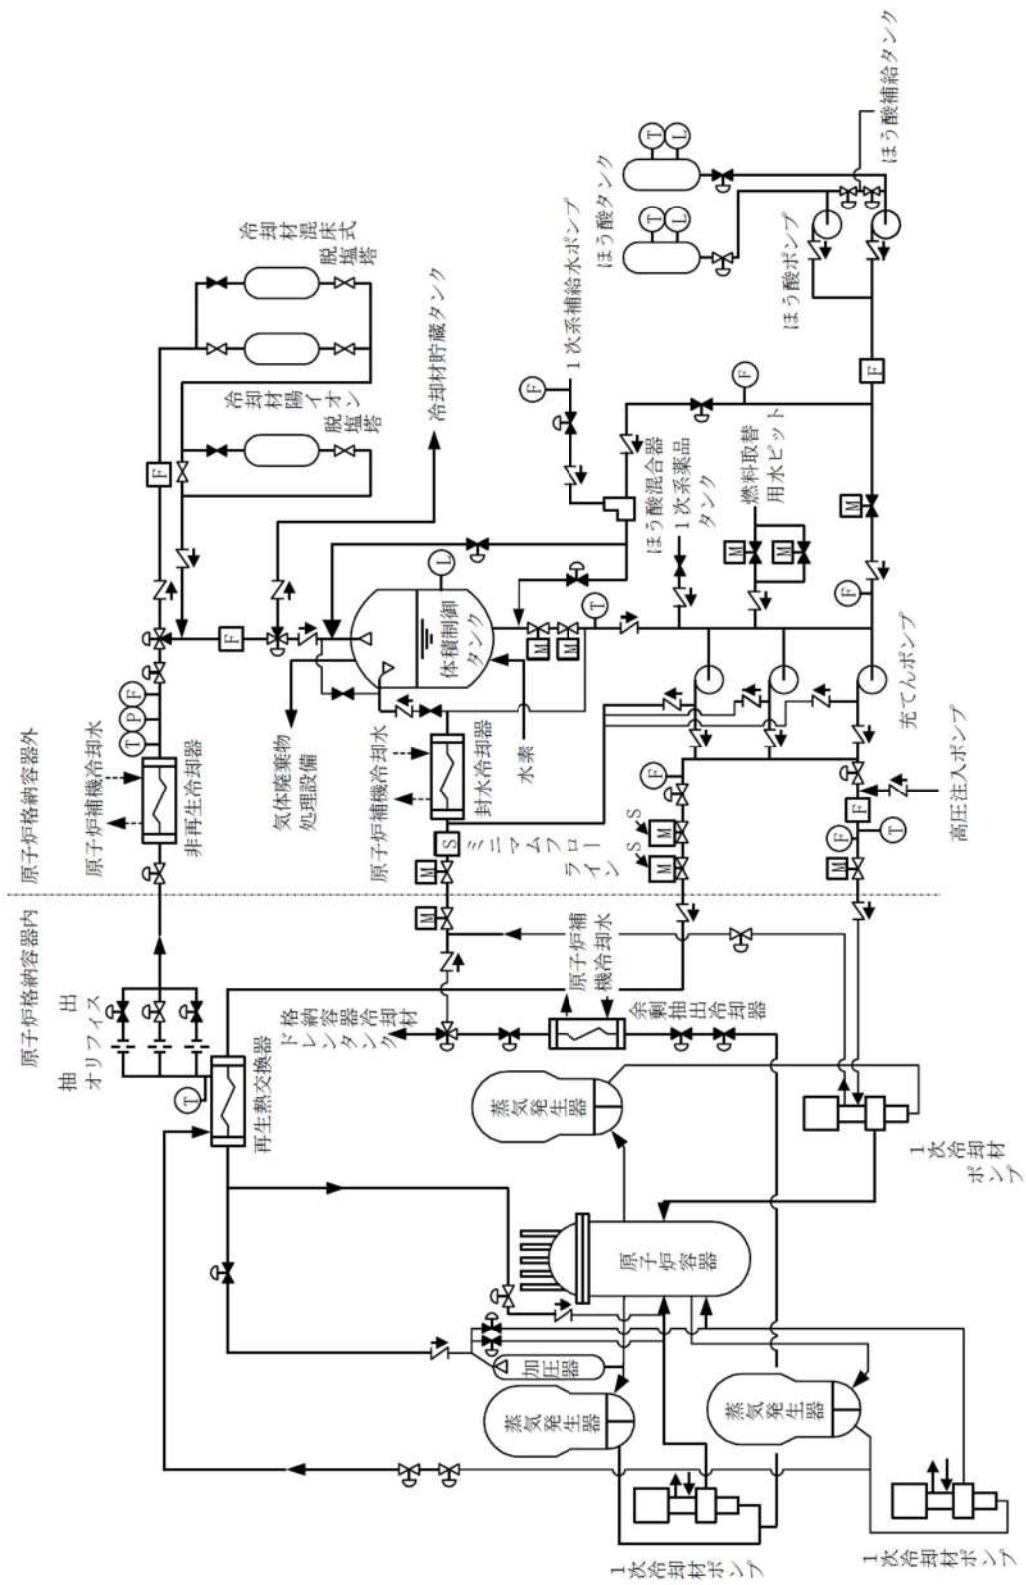 原子炉格納容器外
原子炉格納容器内
原子炉補機冷却水
非再生冷却器
T
P
F
F
F
冷却材混床式
脱塩塔
冷却材陽イオン
脱塩塔
冷却材貯蔵タンク
気体廃棄物
処理設備
体積制御
タンク
L
T
水素
原子炉補機冷却水
封水冷却器
S
ミニマムフロー
ライン
M
M
M
M
1次系補給水ポンプ
F
ほう酸混合器
1次系薬品
タンク
燃料取替
用水ピット
M
M
M
F
F
F
ほう酸タンク
T
L
T
L
ほう酸ポンプ
ほう酸補給タンク
充てんポンプ
高圧注入ポンプ
F
M
M
S
S
F
F
T
M
抽出
オリフィス
T
再生熱交換器
格納容器冷却材
ドレンタンク
原子炉補
機冷却水
余剰抽出冷却器
蒸気発生器
原子炉容器
加圧器
蒸気発生器
蒸気発生器
1次冷却材
ポンプ
1次冷却材ポンプ
1次冷却材ポンプ